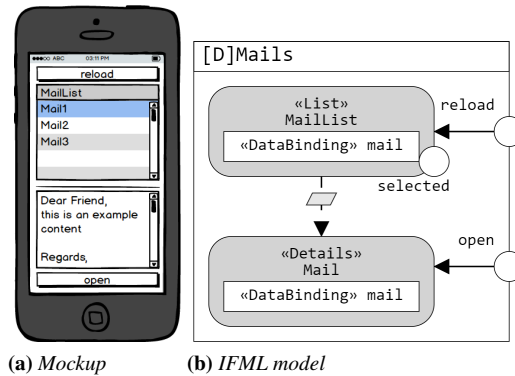 ABC 03:11 PM
reload
MailList
Mail1
Mail2
Mail3
Dear Friend,
this is an example
content
Regards,
open
(a) Mockup
[D]Mails
«List»
MailList
«DataBinding» mail
reload
selected
«Details»
Mail
«DataBinding» mail
open
(b) IFML model